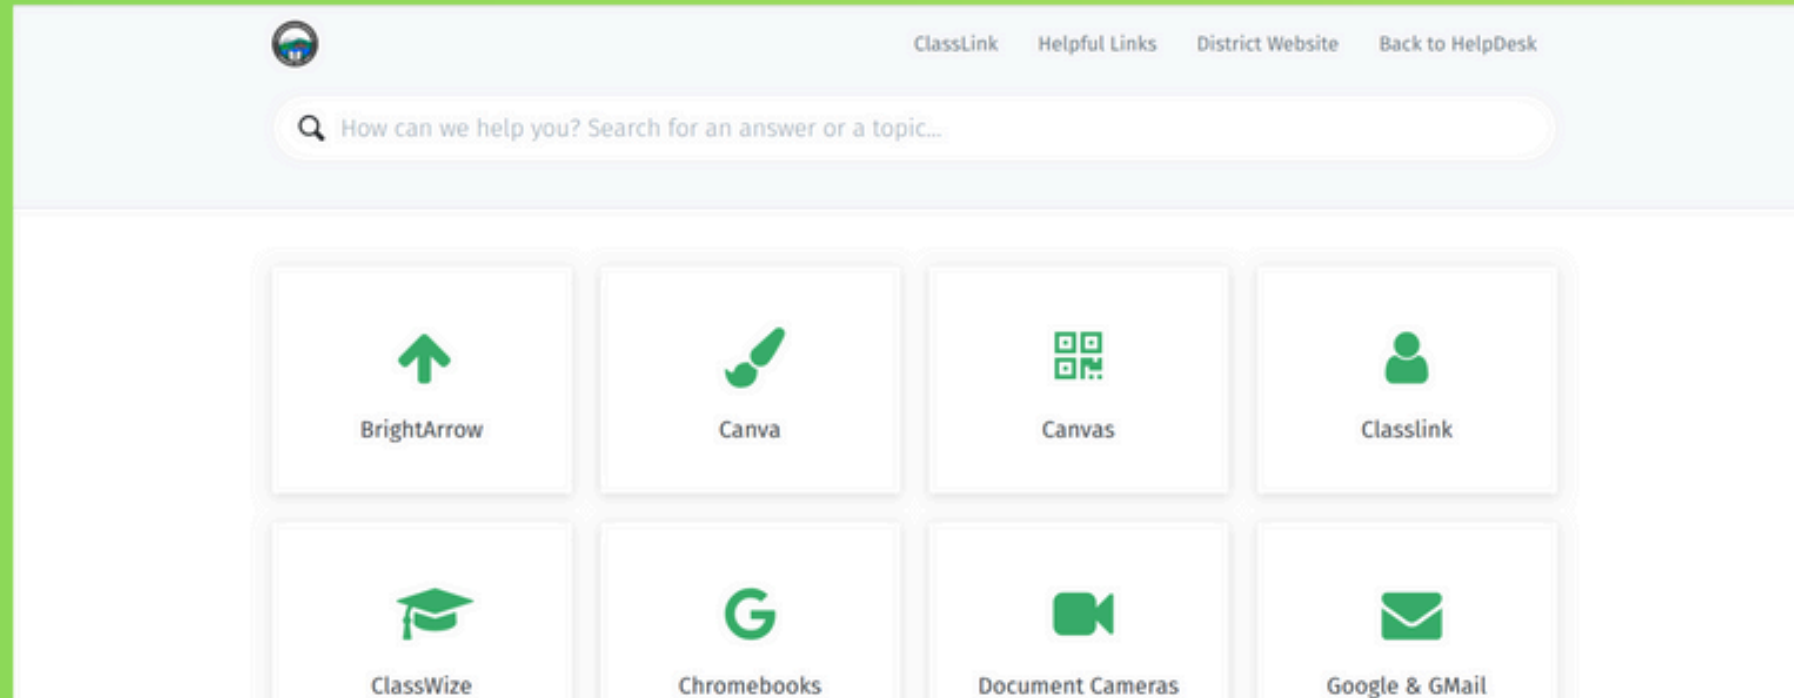 ClassLink Helpful Links District Website Back to HelpDesk
How can we help you? Search for an answer or a topic...
BrightArrow Canva Canvas Classlink
ClassWize Chromebooks Document Cameras Google & GMail